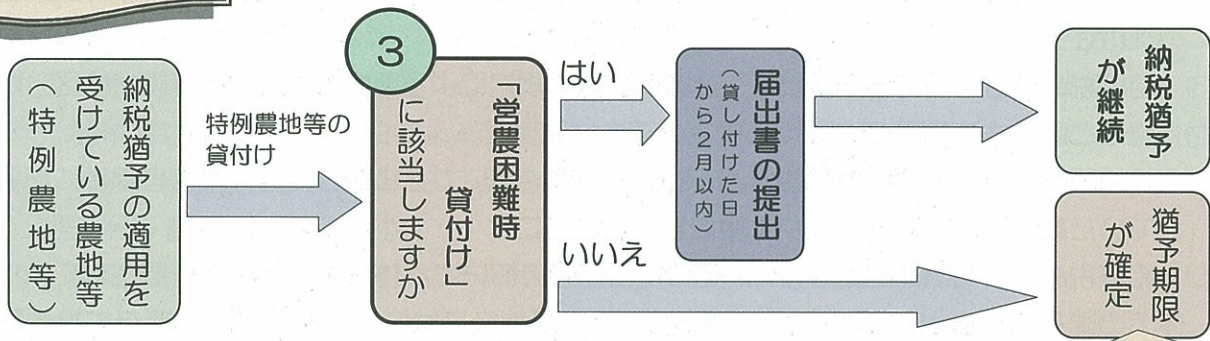 納税猶予の適用を
受けている農地等
（特例農地等）
特例農地等の
貸付け
3
「営農困難時
貸付け」
に該当しますか
はい
届出書の提出
（貸し付けた日
から２月以内）
納税猶予
が継続
いいえ
猶予期限
が確定